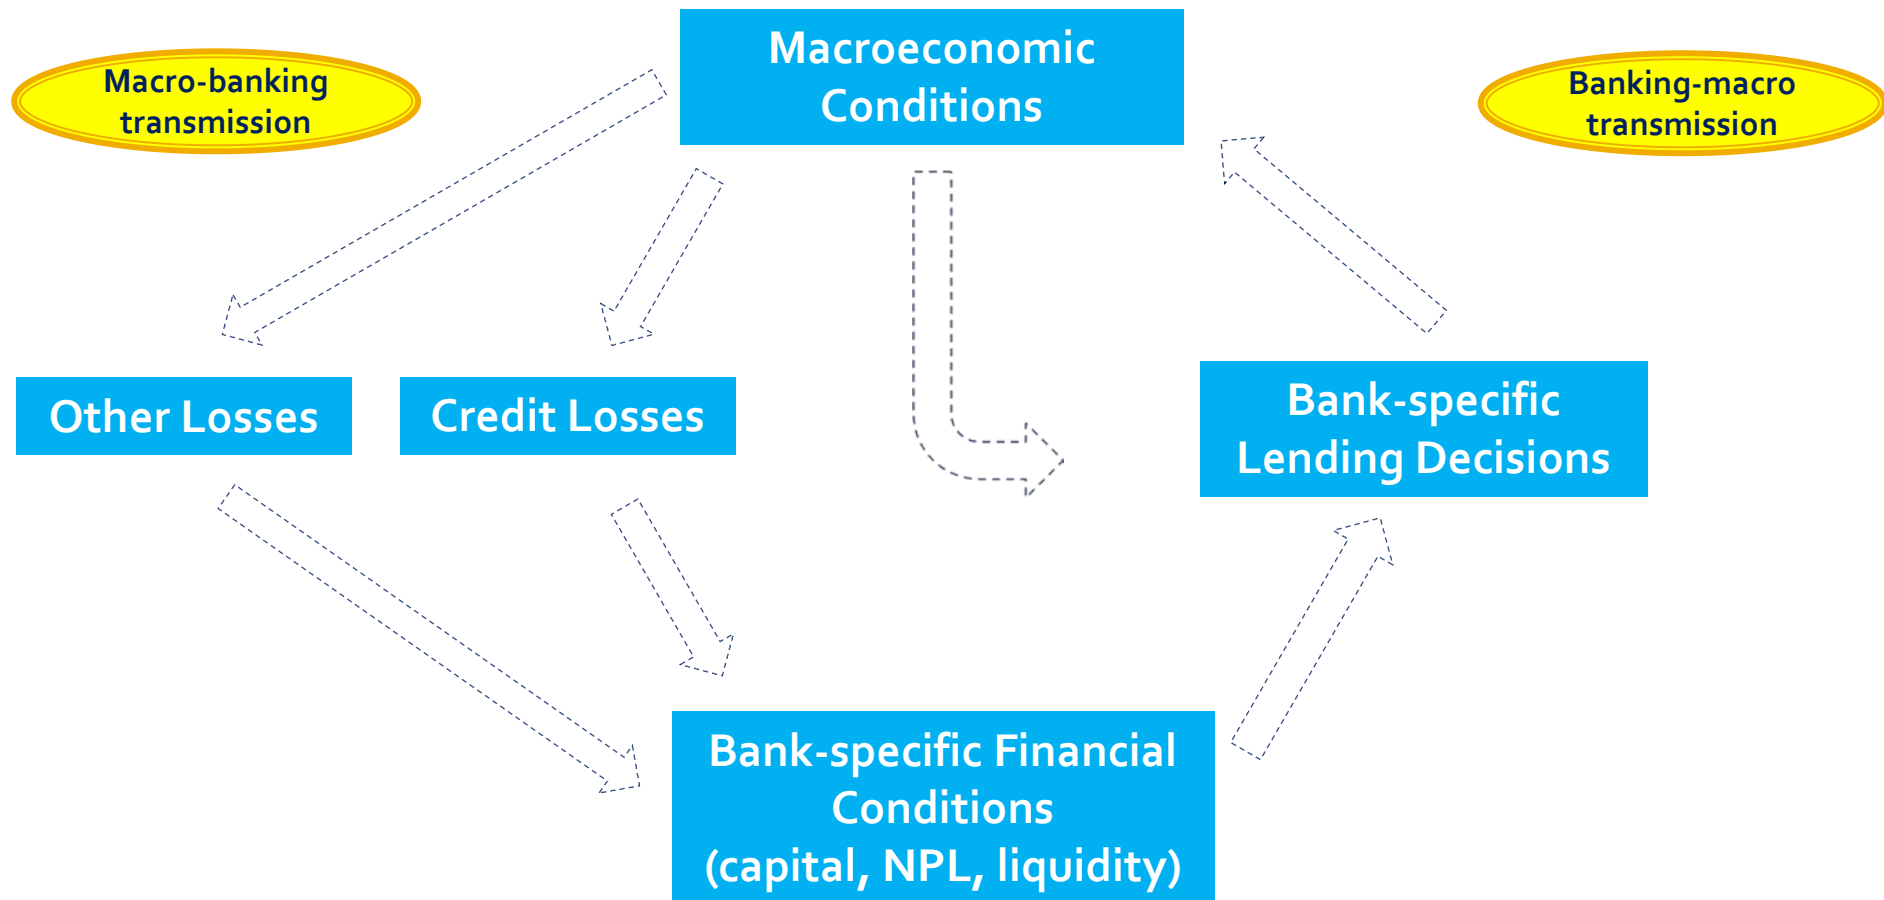 Macroeconomic
Conditions
Macro-banking
transmission
Banking-macro
transmission
Other Losses
Credit Losses
Bank-specific
Lending Decisions
Bank-specific Financial
Conditions
(capital, NPL, liquidity)